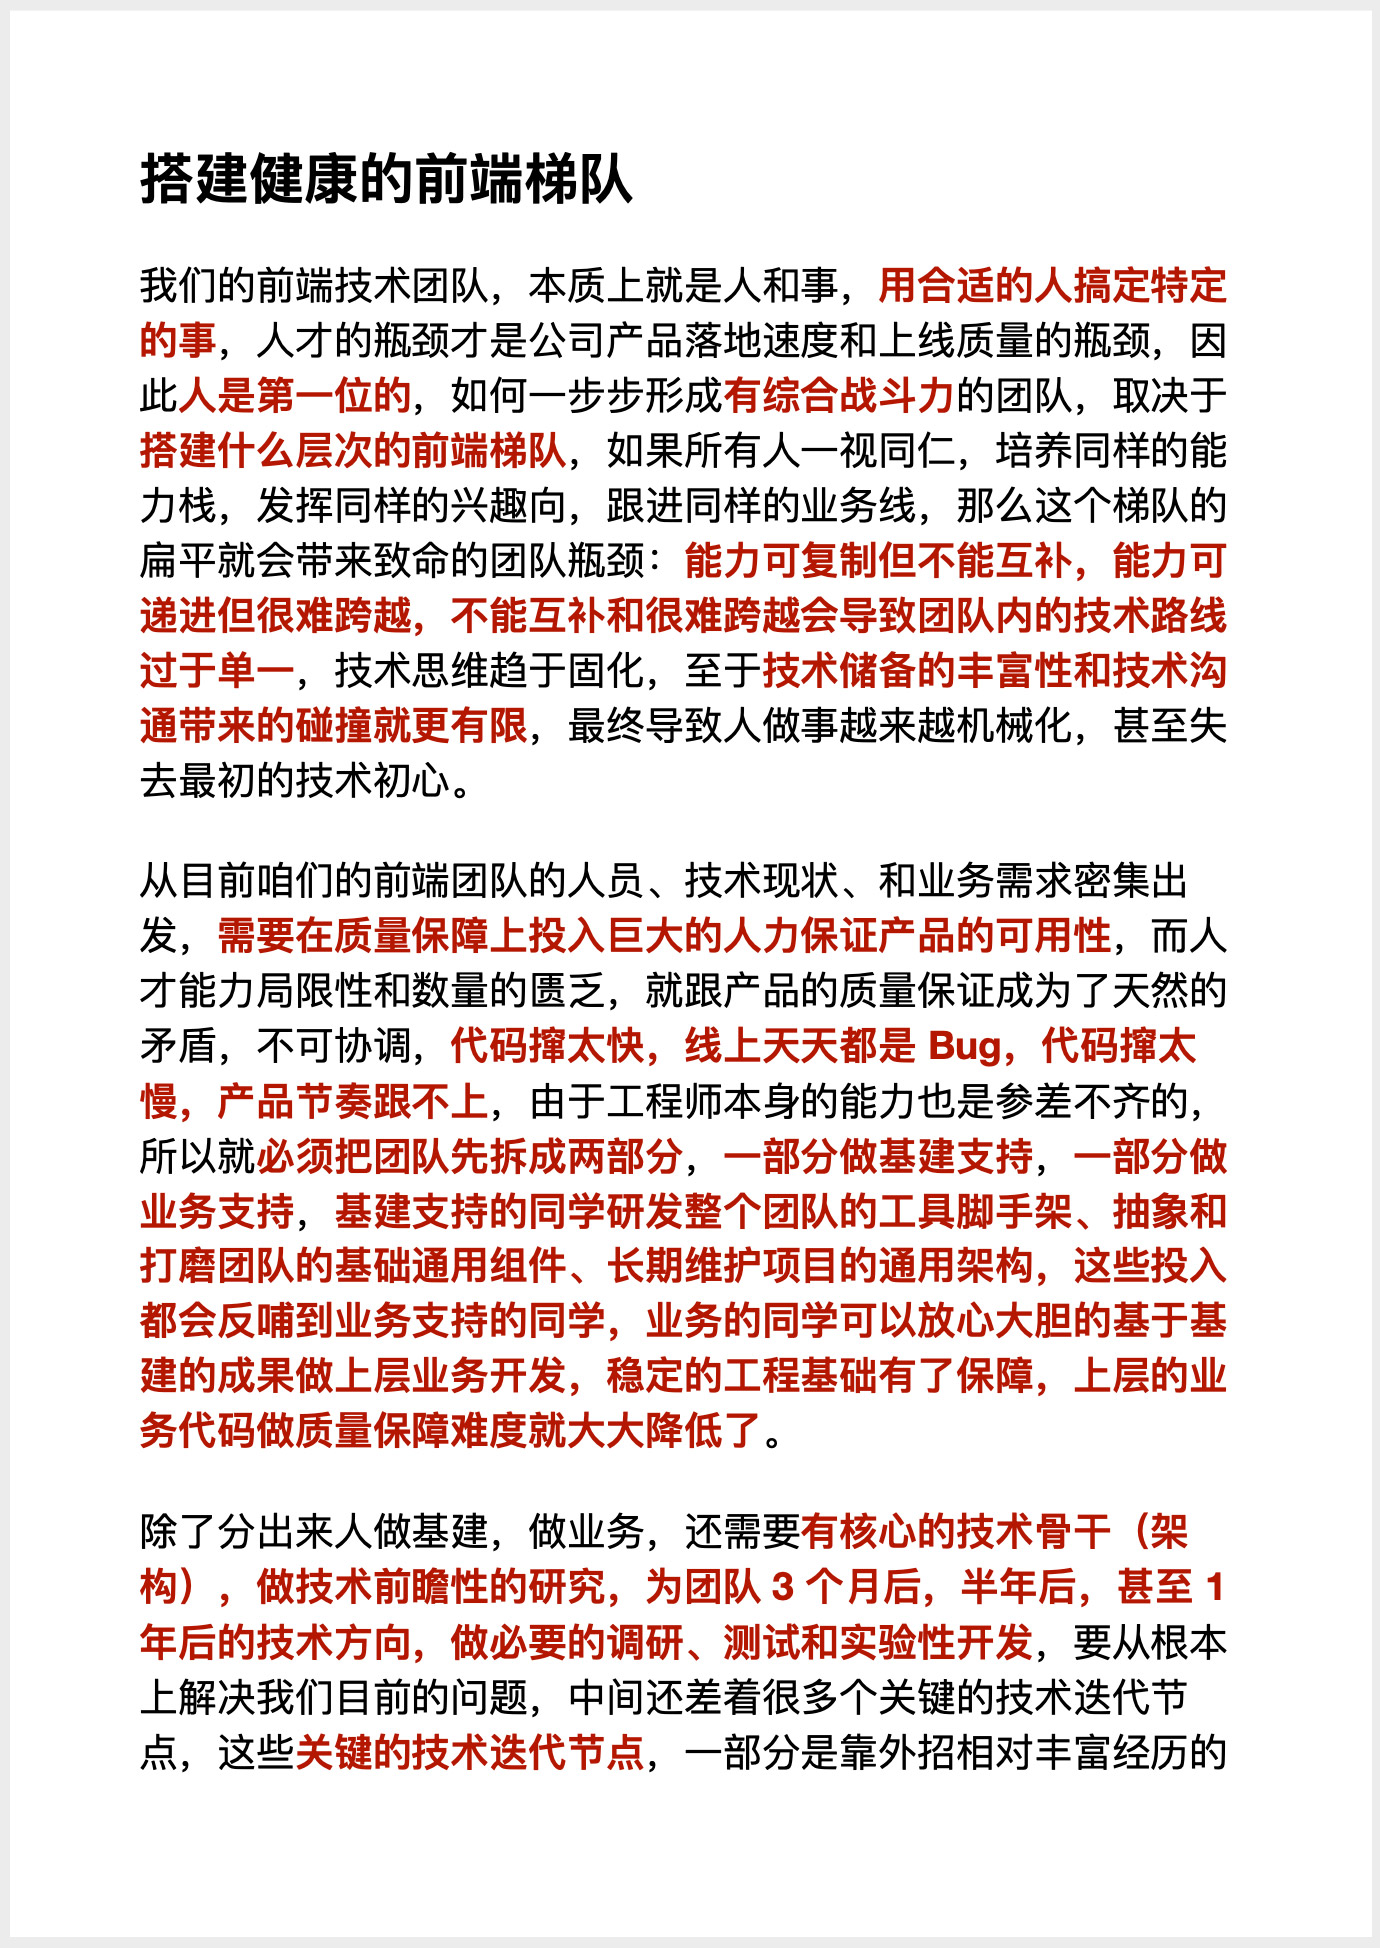 搭建健康的前端梯队
我们的前端技术团队，本质上就是人和事，用合适的人搞定特定
的事，人才的瓶颈才是公司产品落地速度和上线质量的瓶颈，因
此人是第一位的，如何一步步形成有综合战斗力的团队，取决于
搭建什么层次的前端梯队，如果所有人一视同仁，培养同样的能
力栈，发挥同样的兴趣向，跟进同样的业务线，那么这个梯队的
扁平就会带来致命的团队瓶颈：能力可复制但不能互补，能力可
递进但很难跨越，不能互补和很难跨越会导致团队内的技术路线
过于单一，技术思维趋于固化，至于技术储备的丰富性和技术沟
通带来的碰撞就更有限，最终导致人做事越来越机械化，甚至失
去最初的技术初心。
从目前咱们的前端团队的人员、技术现状、和业务需求密集出
发，需要在质量保障上投入巨大的人力保证产品的可用性，而人
才能力局限性和数量的匮乏，就跟产品的质量保证成为了天然的
矛盾，不可协调，代码撺太快，线上天天都是 Bug，代码撺太
慢，产品节奏跟不上，由于工程师本身的能力也是参差不齐的，
所以就必须把团队先拆成两部分，一部分做基建支持，一部分做
业务支持，基建支持的同学研发整个团队的工具脚手架、抽象和
打磨团队的基础通用组件、长期维护项目的通用架构，这些投入
都会反哺到业务支持的同学，业务的同学可以放心大胆的基于基
建的成果做上层业务开发，稳定的工程基础有了保障，上层的业
务代码做质量保障难度就大大降低了。
除了分出来人做基建，做业务，还需要有核心的技术骨干（架
构），做技术前瞻性的研究，为团队 3 个月后，半年后，甚至 1
年后的技术方向，做必要的调研、测试和实验性开发，要从根本
上解决我们目前的问题，中间还差着很多个关键的技术迭代节
点，这些关键的技术迭代节点，一部分是靠外招相对丰富经历的